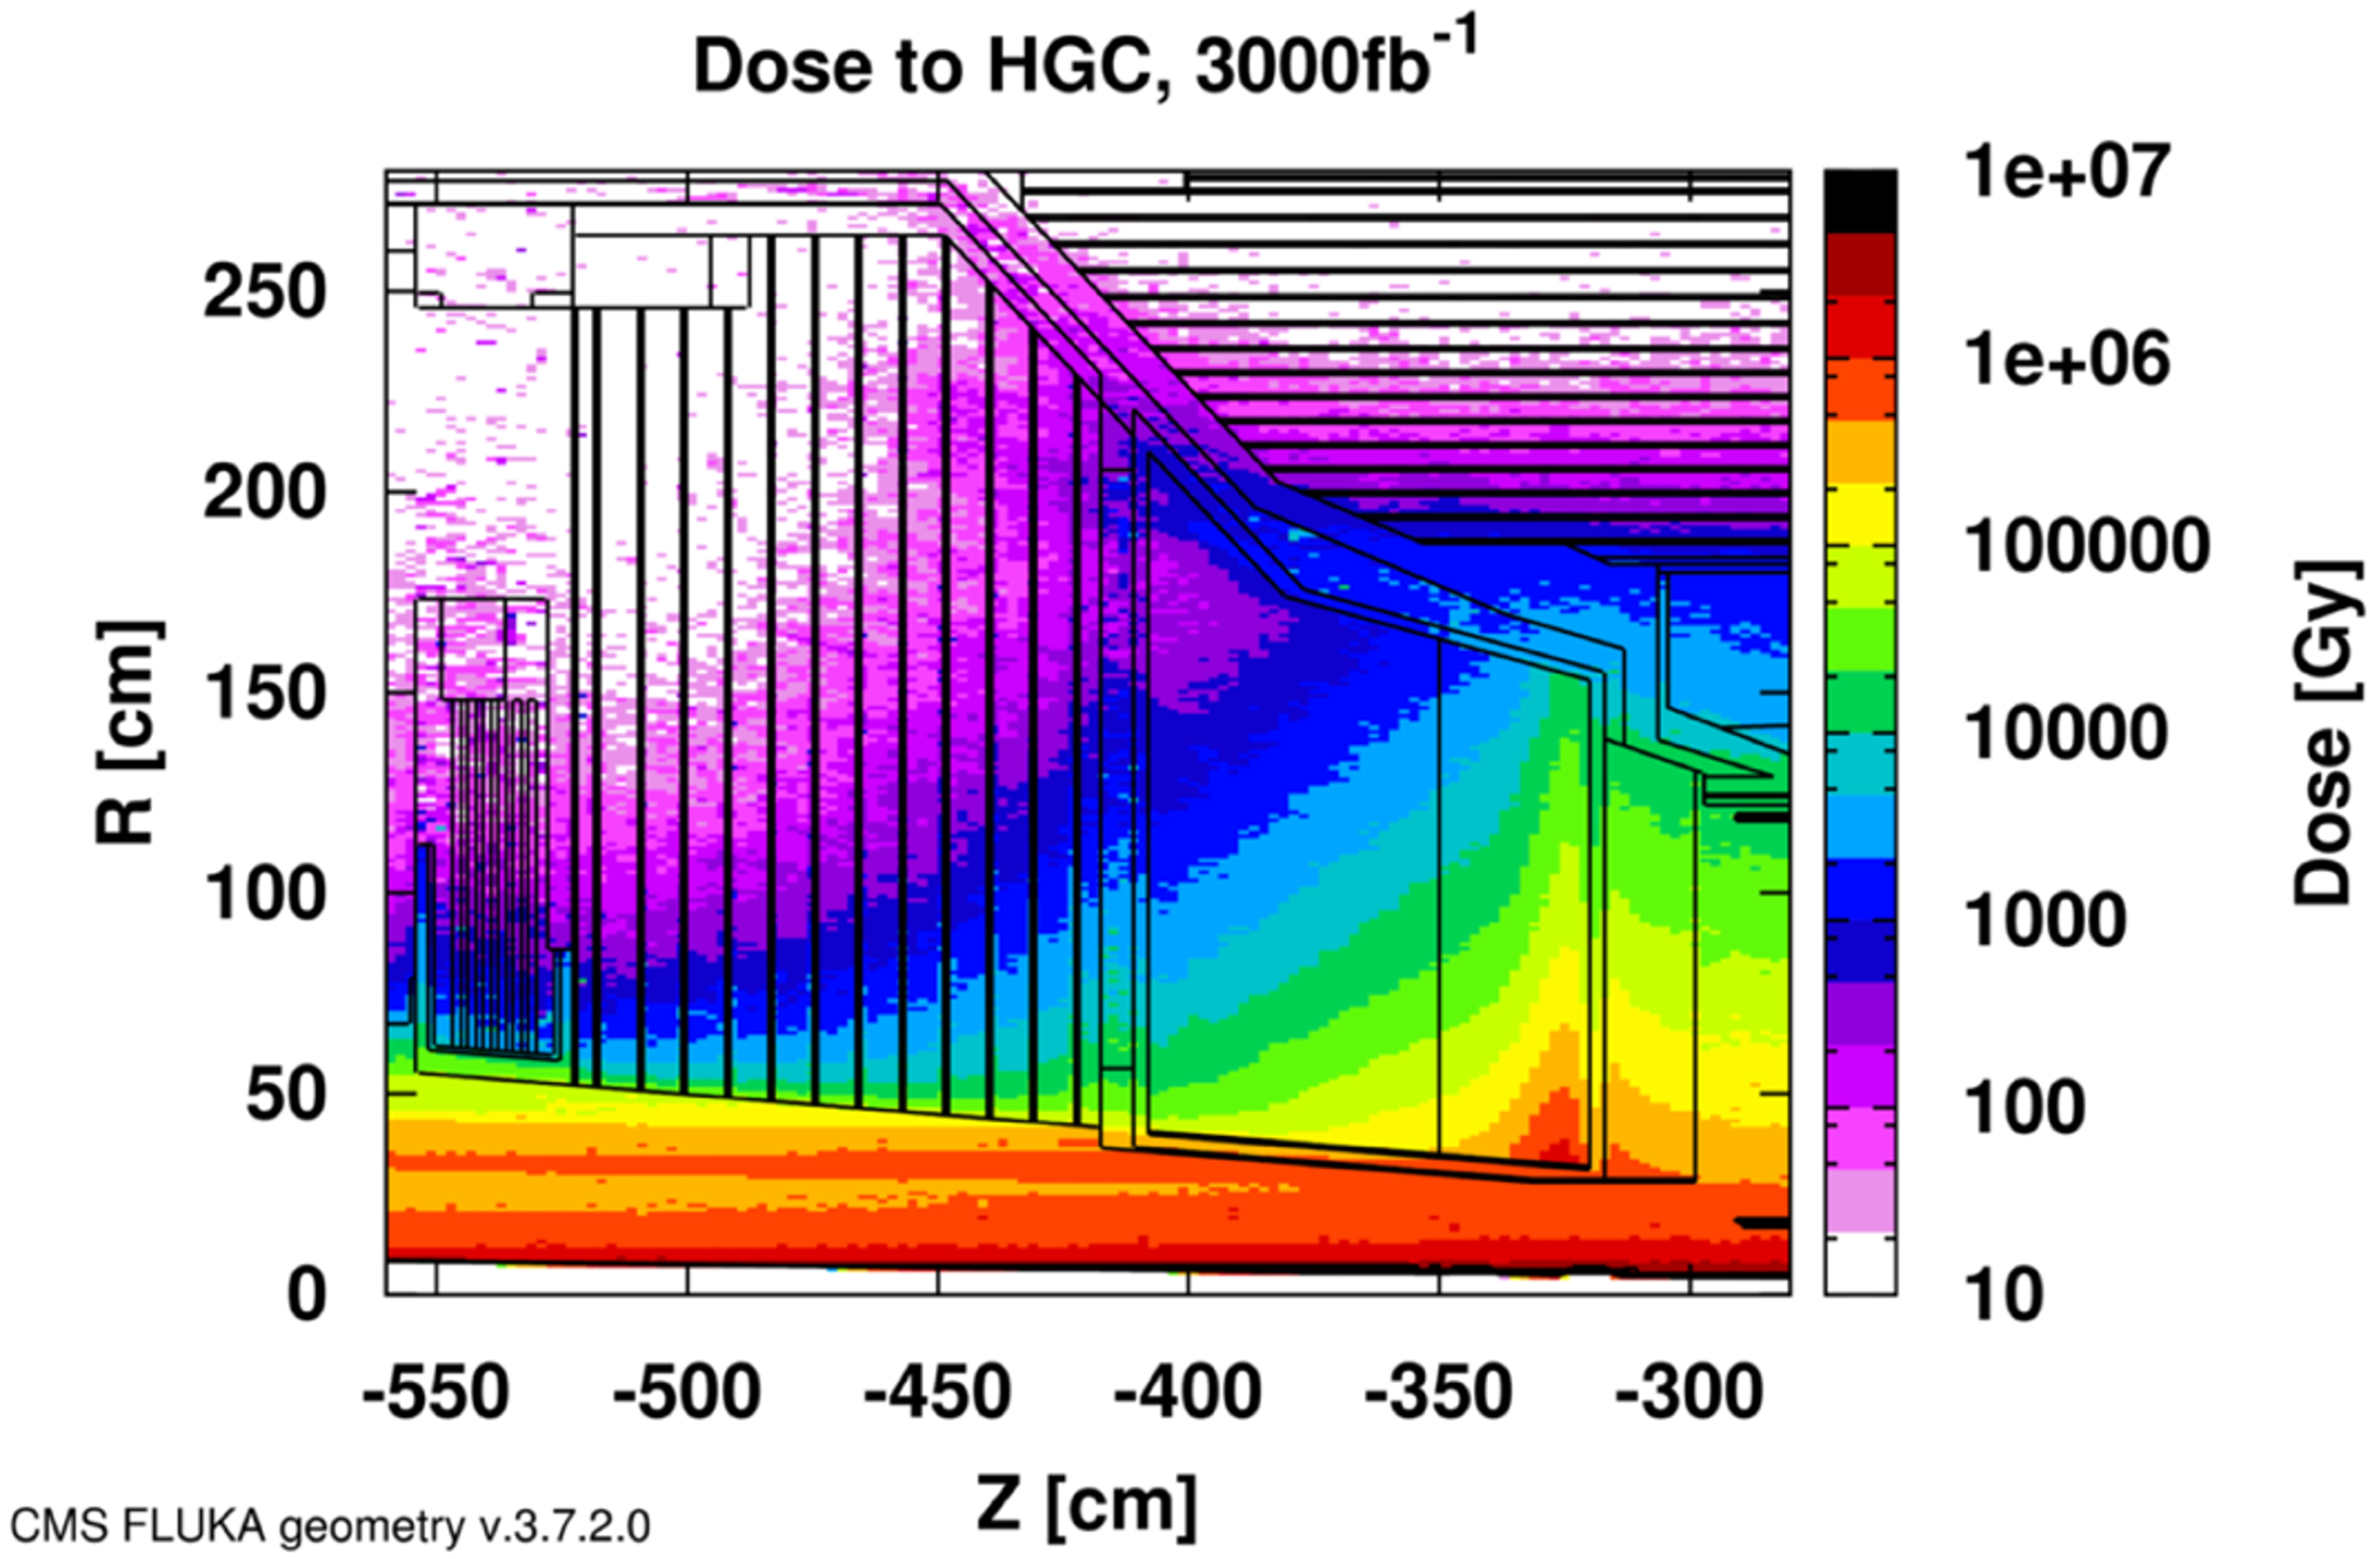 Dose to HGC, 3000fb-1
1e+07
1e+06
100000
10000
1000
100
10
Dose [Gy]
250
200
150
100
50
0
R [cm]
-550 -500 -450 -400 -350 -300
Z [cm]
CMS FLUKA geometry v.3.7.2.0